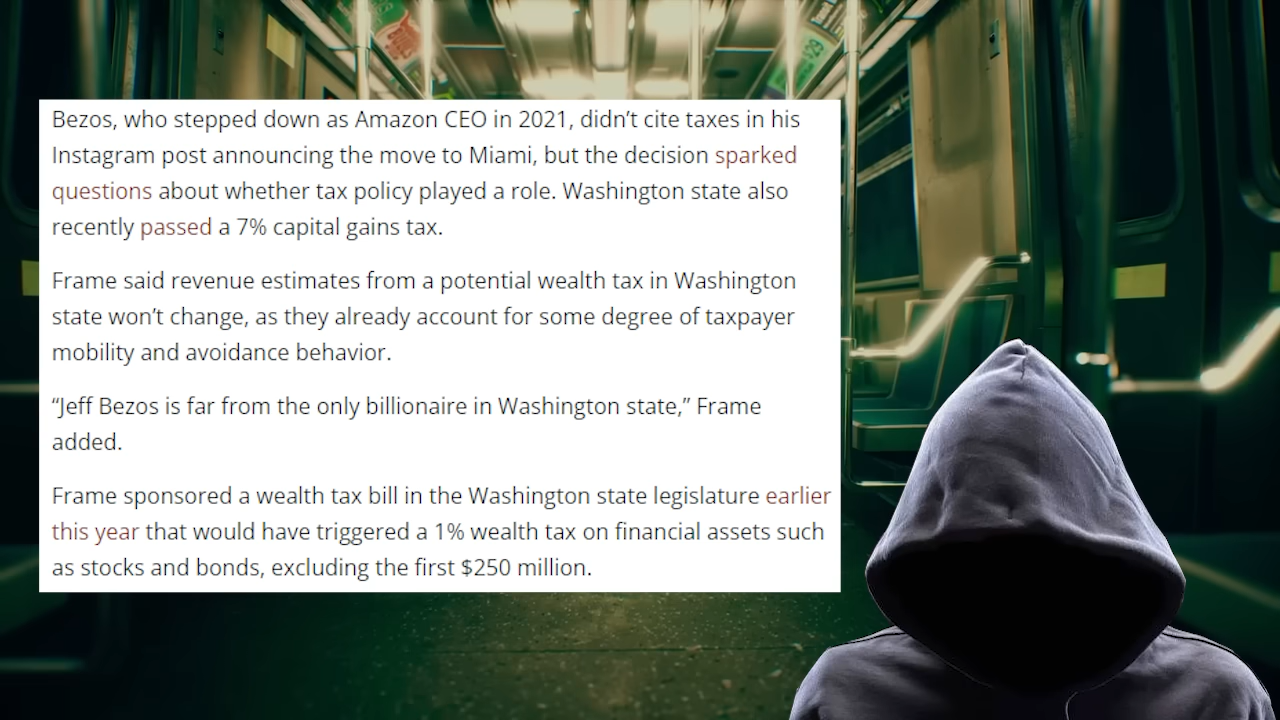 Bezos, who stepped down as Amazon CEO in 2021, didn’t cite taxes in his
Instagram post announcing the move to Miami, but the decision sparked
questions about whether tax policy played a role. Washington state also
recently passed a 7% capital gains tax.
Frame said revenue estimates from a potential wealth tax in Washington
state won’t change, as they already account for some degree of taxpayer
mobility and avoidance behavior.
“Jeff Bezos is far from the only billionaire in Washington state,” Frame
added.
Frame sponsored a wealth tax bill in the Washington state legislature earlier
this year that would have triggered a 1% wealth tax on financial assets such
as stocks and bonds, excluding the first $250 million.